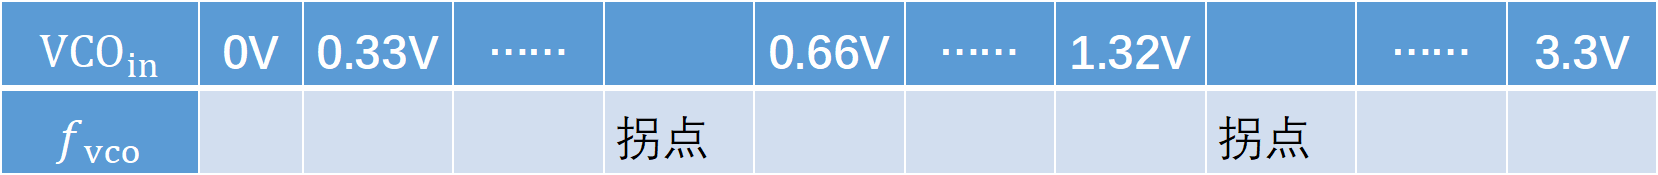 VCOin 0V 0.33V …… 0.66V …… 1.32V …… 3.3V
fvco 拐点 拐点